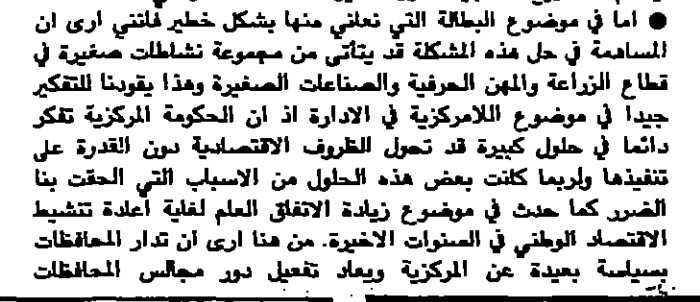 ● اما في موضوع البطالة التي نعاني منها بشكل خطير فانني ارى ان
المساهمة في حل هذه المشكلة قد يتأتى من مجموعة نشاطات صغيرة في
قطاع الزراعة والمهن الحرفية والصناعات الصغيرة وهذا يقودنا للتفكير
جيدا في موضوع اللامركزية في الادارة اذ ان الحكومة المركزية تفكر
دائما في حلول كبيرة قد تحول الظروف الاقتصادية دون القدرة على
تنفيذها ولربما كانت بعض هذه الحلول من الاسباب التي الحقت بنا
الضرر كما حدث في موضوع زيادة الاتفاق العام لغاية أعادة تنشيط
الاقتصاد الوطني في السنوات الاخيرة. من هنا ارى ان تدار المحافظات
بسياسة بعيدة عن المركزية ويعاد تفعيل دور مجالس المحافظات